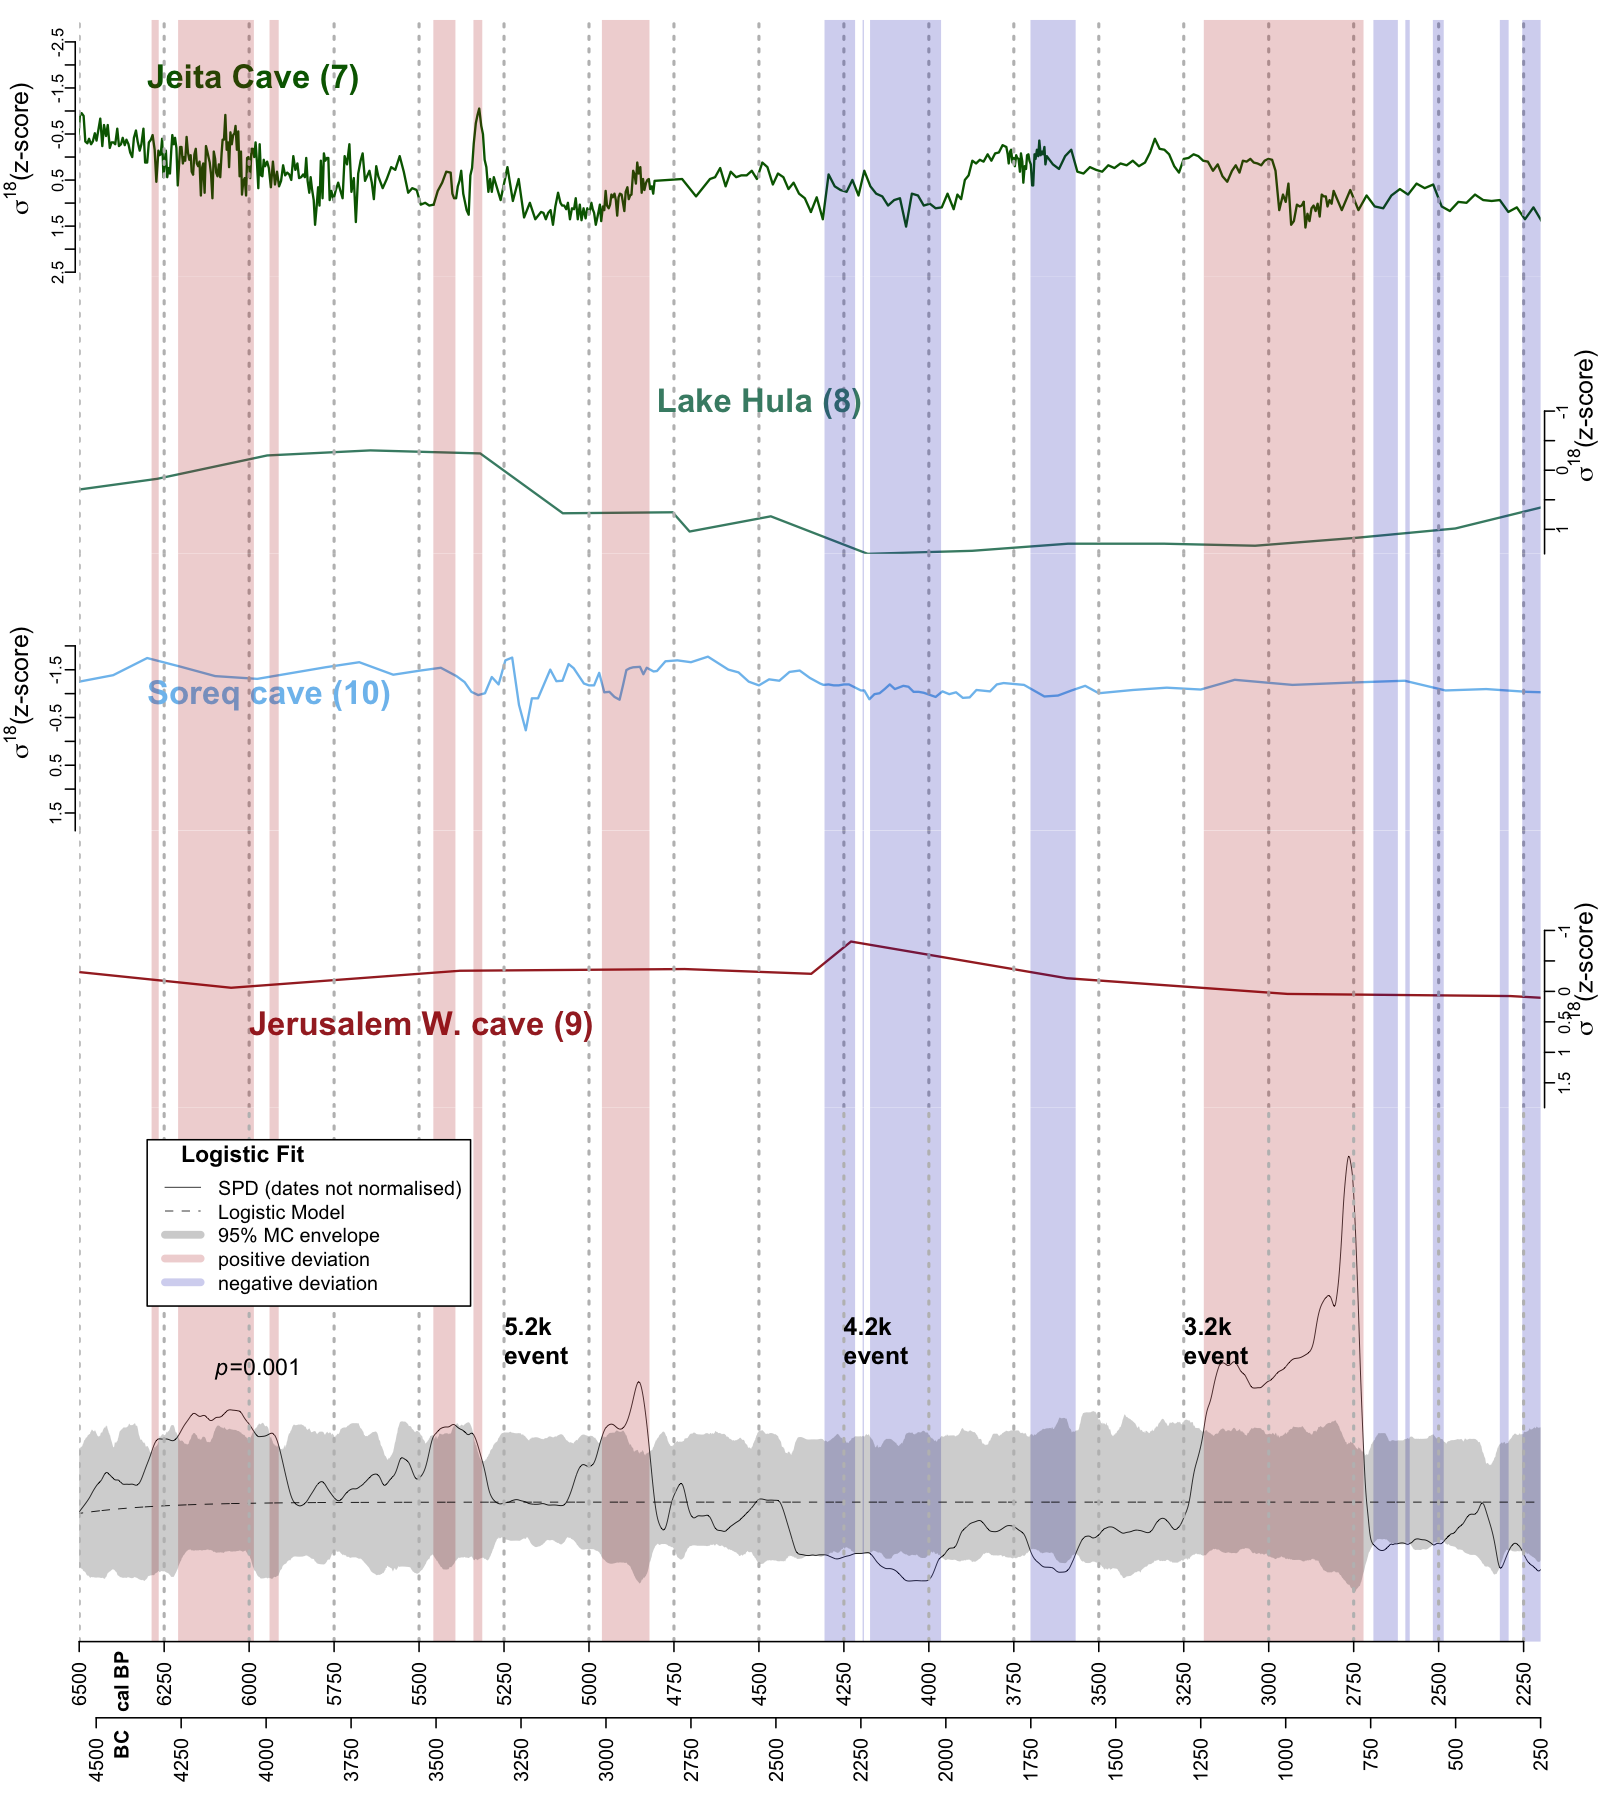 Jeita Cave (7)
σ18(z-score)
-2.5
-1.5
-0.5
0.5
1.5
2.5
Lake Hula (8)
σ18(z-score)
-1
0
1
Soreq cave (10)
σ18(z-score)
-1.5
-0.5
0.5
1.5
Jerusalem W. cave (9)
σ18(z-score)
-1
0
0.5
1
1.5
Logistic Fit
SPD (dates not normalised)
Logistic Model
95% MC envelope
positive deviation
negative deviation
p=0.001
5.2k
event
4.2k
event
3.2k
event
6500 cal BP 6250 6000 5750 5500 5250 5000 4750 4500 4250 4000 3750 3500 3250 3000 2750 2500 2250
4500 BC 4250 4000 3750 3500 3250 3000 2750 2500 2250 2000 1750 1500 1250 1000 750 500 250